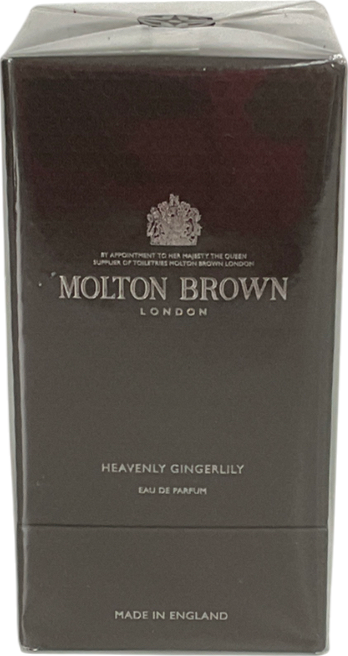 BY APPOINTMENT TO HER MAJESTY THE QUEEN
SUPPLIER OF TOILETRIES MOLTON BROWN LONDON
MOLTON BROWN
LONDON
HEAVENLY GINGERLILY
EAU DE PARFUM
MADE IN ENGLAND